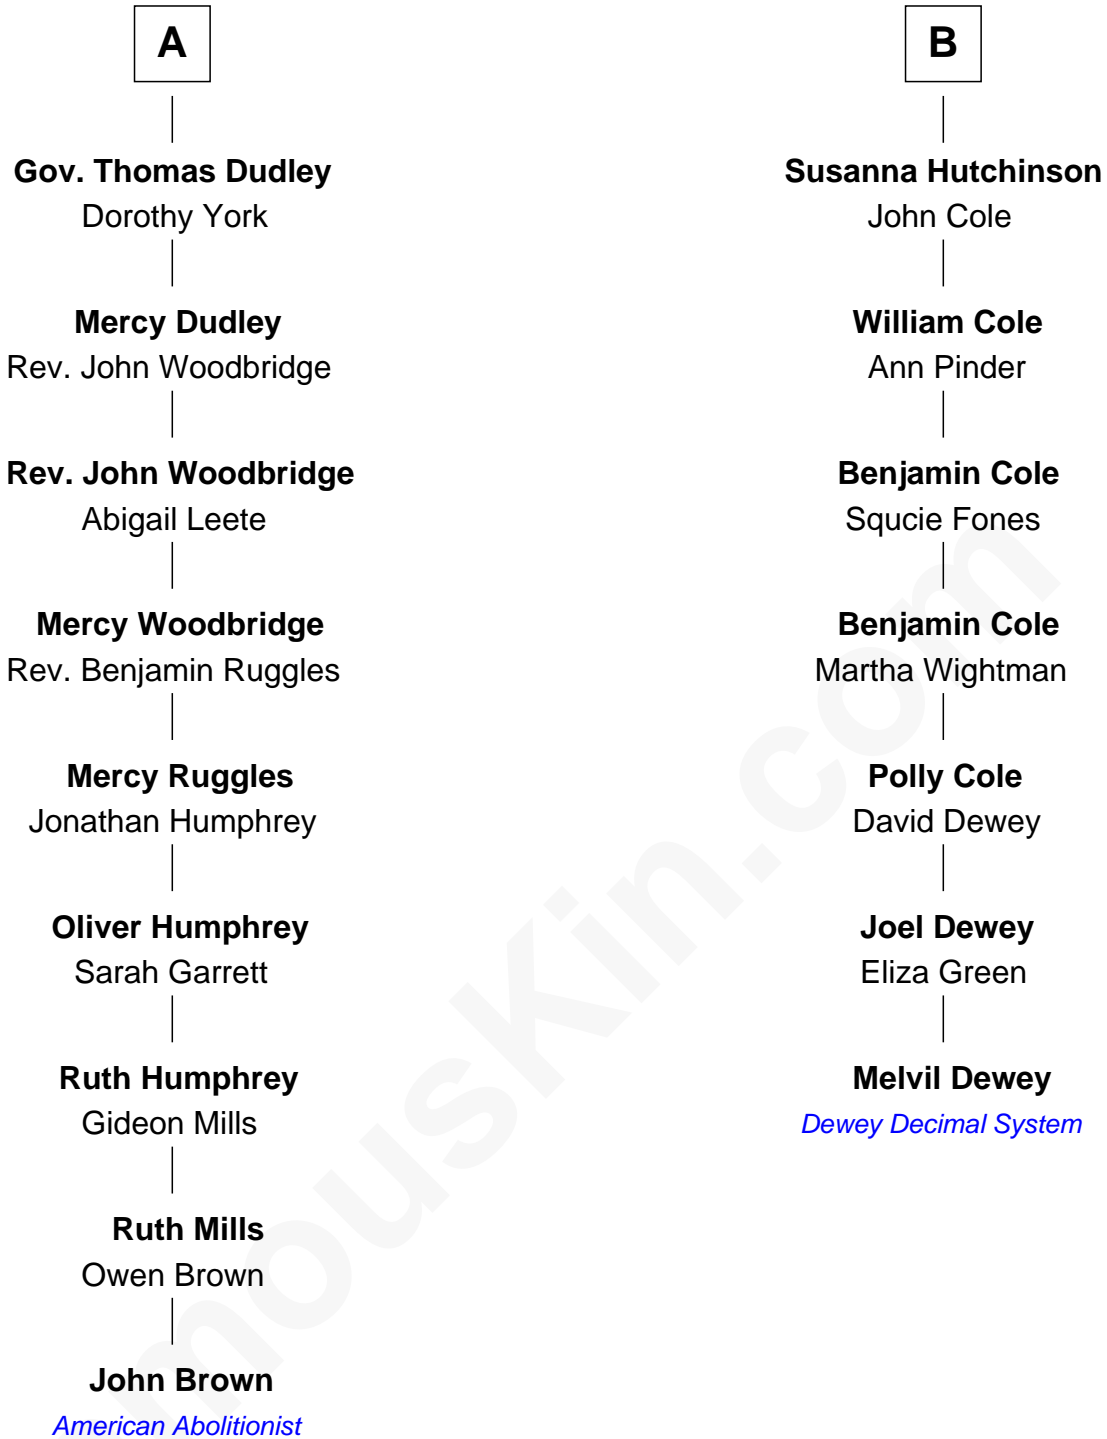 A
Gov. Thomas Dudley
Dorothy York
Mercy Dudley
Rev. John Woodbridge
Rev. John Woodbridge
Abigail Leete
Mercy Woodbridge
Rev. Benjamin Ruggles
Mercy Ruggles
Jonathan Humphrey
Oliver Humphrey
Sarah Garrett
Ruth Humphrey
Gideon Mills
Ruth Mills
Owen Brown
John Brown
American Abolitionist
B
Susanna Hutchinson
John Cole
William Cole
Ann Pinder
Benjamin Cole
Squcie Fones
Benjamin Cole
Martha Wightman
Polly Cole
David Dewey
Joel Dewey
Eliza Green
Melvil Dewey
Dewey Decimal System
mousKin.com